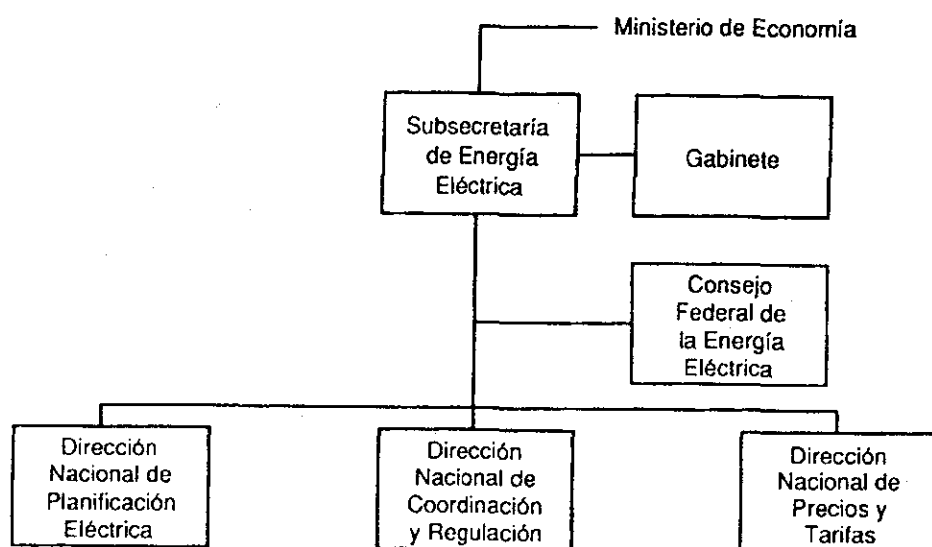 Ministerio de Economía
Subsecretaría
de Energía
Eléctrica
Gabinete
Consejo
Federal de
la Energía
Eléctrica
Dirección
Nacional de
Planificación
Eléctrica
Dirección
Nacional de
Coordinación
y Regulación
Dirección
Nacional de
Precios y
Tarifas